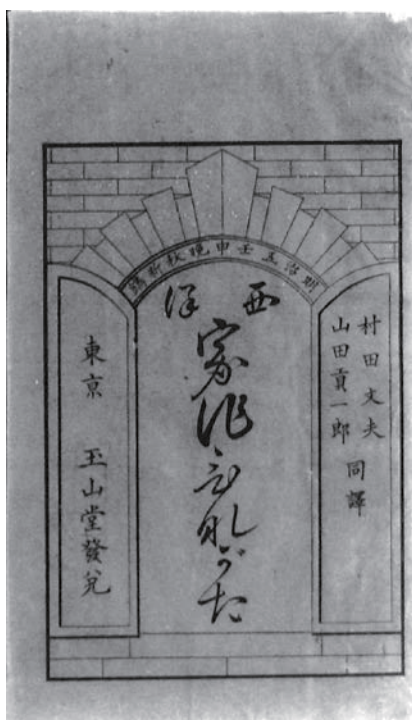 明治五壬申晩秋新鐫
村田文夫
山田貢一郎 同譯
西洋
家作ひながた
東京 玉山堂發兌